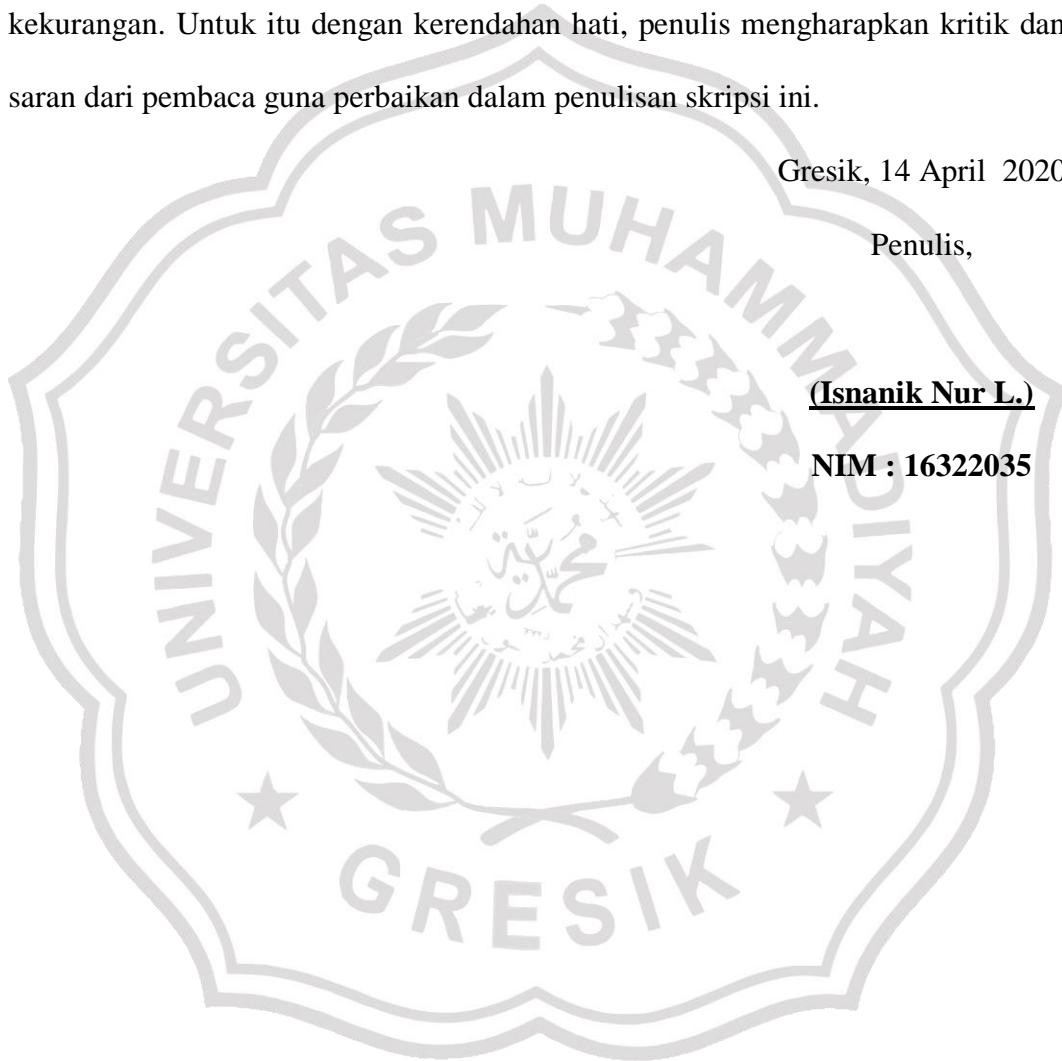 kekurangan. Untuk itu dengan kerendahan hati, penulis mengharapkan kritik dan
saran dari pembaca guna perbaikan dalam penulisan skripsi ini.
Gresik, 14 April 2020
Penulis,
(Isnanik Nur L.)
NIM : 16322035
UNIVERSITAS MUHAMMADIYAH
محمدية
GRESIK